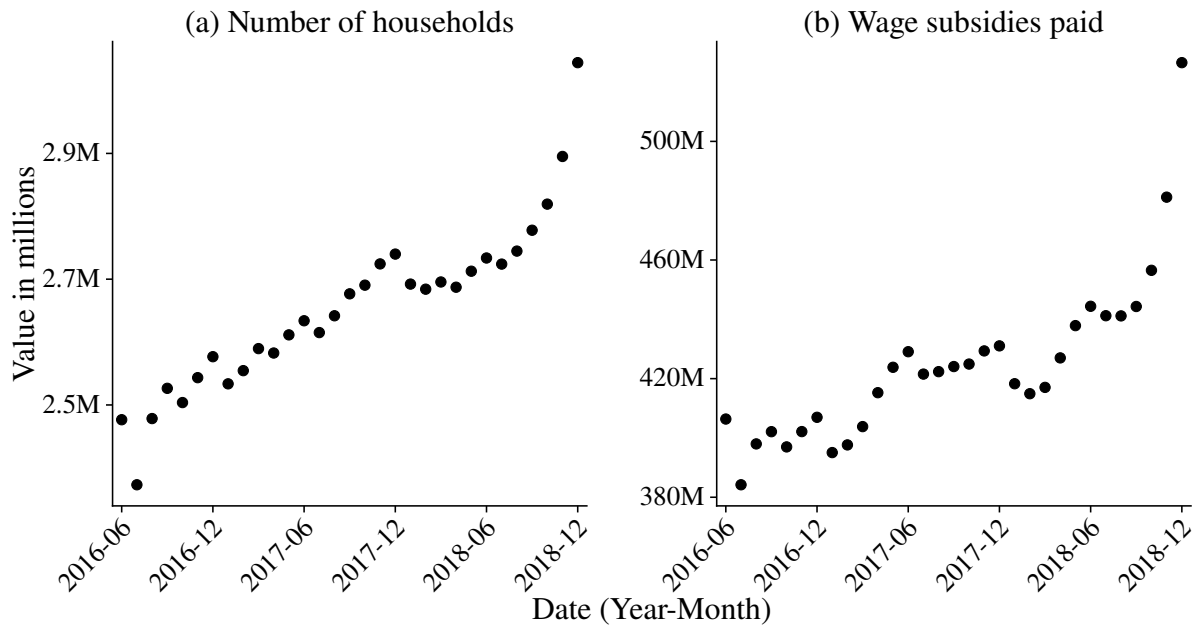 (a) Number of households
(b) Wage subsidies paid
Value in millions
2.9M
2.7M
2.5M
500M
460M
420M
380M
2016-06
2016-12
2017-06
2017-12
2018-06
2018-12
2016-06
2016-12
2017-06
2017-12
2018-06
2018-12
Date (Year-Month)